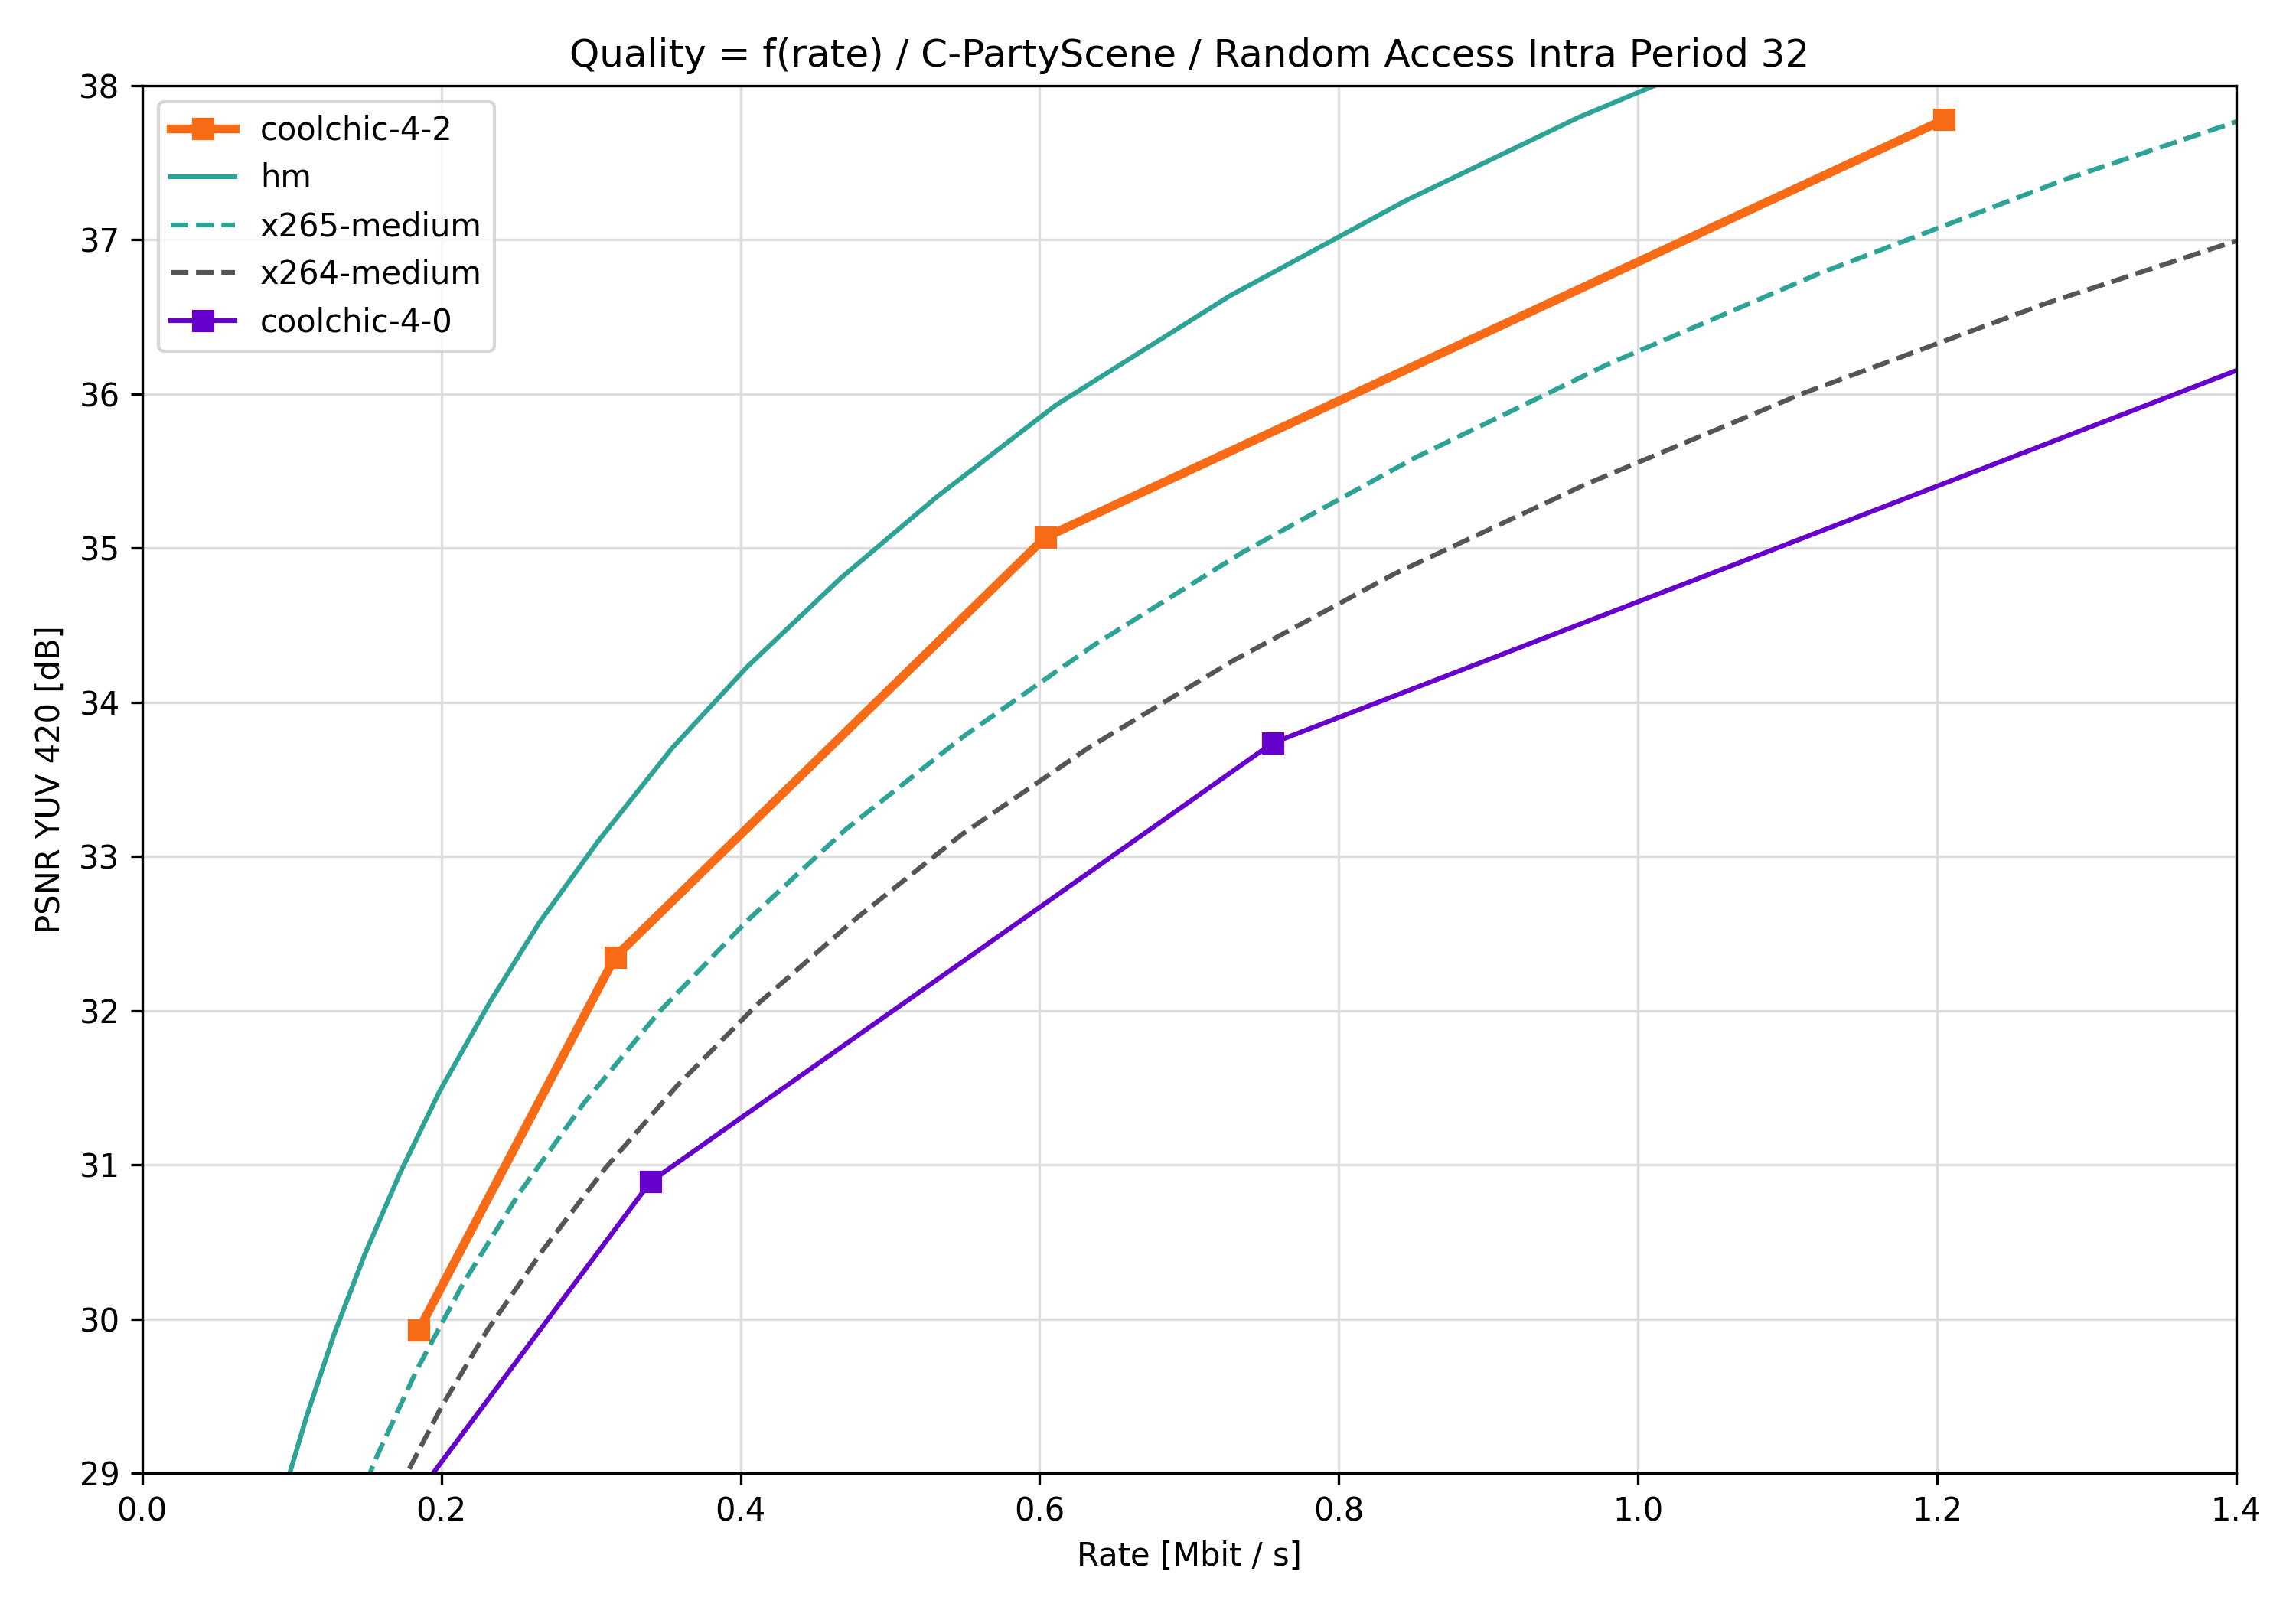 Quality = f(rate) / C-PartyScene / Random Access Intra Period 32
coolchic-4-2
hm
x265-medium
x264-medium
coolchic-4-0
38
37
36
35
34
33
32
31
30
29
PSNR YUV 420 [dB]
0.0 0.2 0.4 0.6 0.8 1.0 1.2 1.4
Rate [Mbit / s]